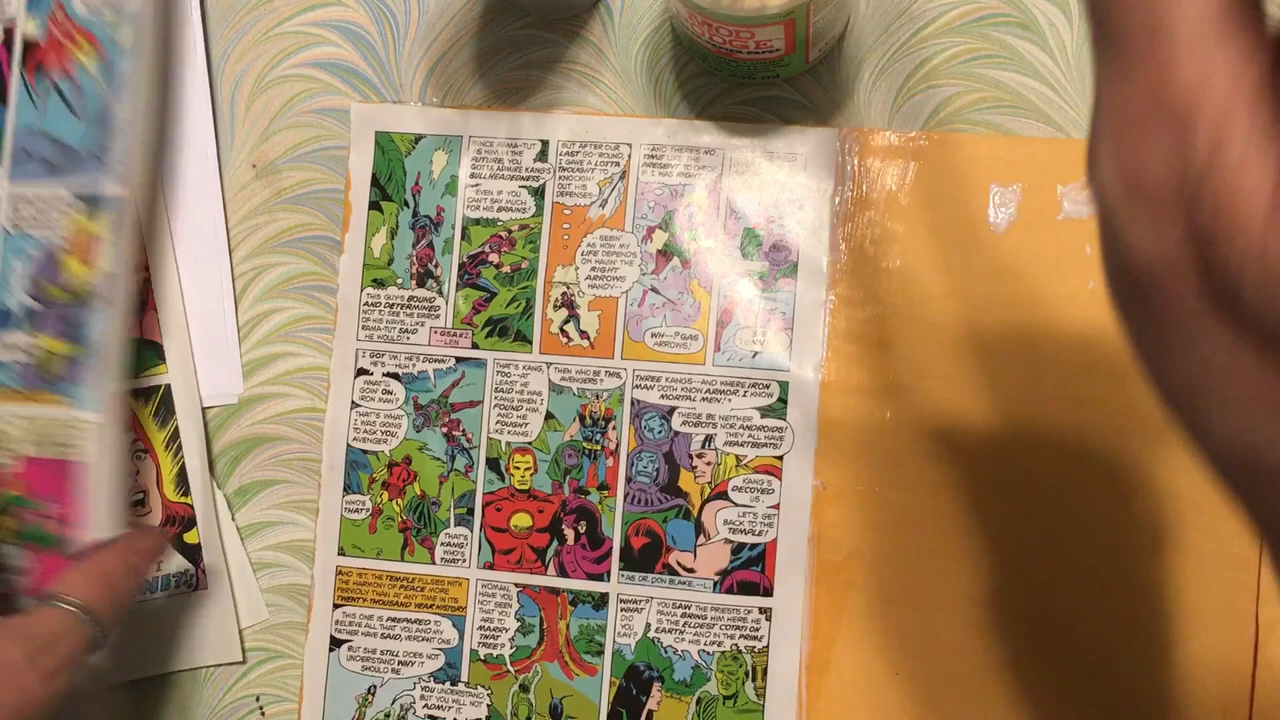 MOD
PODGE
THIS GUY'S BOUND
AND DETERMINED
NOT TO SEE THE ERROR
OF HIS WAYS; LIKE
RAMA-TUT SAID
HE WOULD!*
SINCE RAMA-TUT
IS HIM IN THE
FUTURE, YOU
GOTTA ADMIRE KANG'S
BULLHEADEDNESS--
EVEN IF YOU
CAN'T SAY MUCH
FOR HIS BRAINS!
*GSA #2.
--LEN
BUT AFTER OUR
LAST GO-'ROUND,
I GAVE A LOTTA
THOUGHT TO
KNOCKIN'
OUT HIS
DEFENSES--
--SEEIN'
AS HOW MY
LIFE DEPENDS
ON HAVIN' THE
RIGHT
ARROWS
HANDY--
--AND THERE'S NO
TIME LIKE THE
PRESENT TO CHECK
IF I WAS RIGHT
WH--? GAS
ARROWS!
I GOT 'IM! HE'S DOWN!
HE'S--HUH?
WHAT'S
GOIN' ON,
IRON MAN?
THAT'S WHAT
I WAS GOING
TO ASK YOU,
AVENGER!
WHO'S
THAT?
THAT'S
KANG!
WHO'S
THAT?
THAT'S KANG,
TOO--AT
LEAST HE
SAID HE WAS
KANG WHEN I
FOUND HIM,
AND HE
FOUGHT
LIKE KANG!
THEN WHO BE THIS,
AVENGERS?
THREE KANGS--AND WHERE IRON
MAN DOTH KNOW ARMOR, I KNOW
MORTAL MEN!*
THESE BE NEITHER
ROBOTS NOR ANDROIDS!
THEY ALL HAVE
HEARTBEATS!
KANG'S
DECOYED
US.
LET'S GET
BACK TO THE
TEMPLE!
*AS DR. DON BLAKE.--L.
AND YET, THE TEMPLE PULSES WITH
THE HARMONY OF PEACE MORE
FERVIDLY THAN AT ANY TIME IN ITS
TWENTY-THOUSAND YEAR HISTORY.
THIS ONE IS PREPARED TO
BELIEVE ALL THAT YOU AND MY
FATHER HAVE SAID, VERDANT ONE!
BUT SHE STILL DOES NOT
UNDERSTAND WHY IT
SHOULD BE.
YOU UNDERSTAND,
BUT YOU WILL NOT
ADMIT IT.
WOMAN,
HAVE YOU
NOT SEEN
THAT YOU
ARE TO
MARRY
THAT
TREE?
WHAT?
WHAT
DID
YOU
SAY?
YOU SAW THE PRIESTS OF
PAMA BRING HIM HERE. HE
IS THE ELDEST COTATI ON
EARTH--AND IN THE PRIME
OF HIS LIFE.